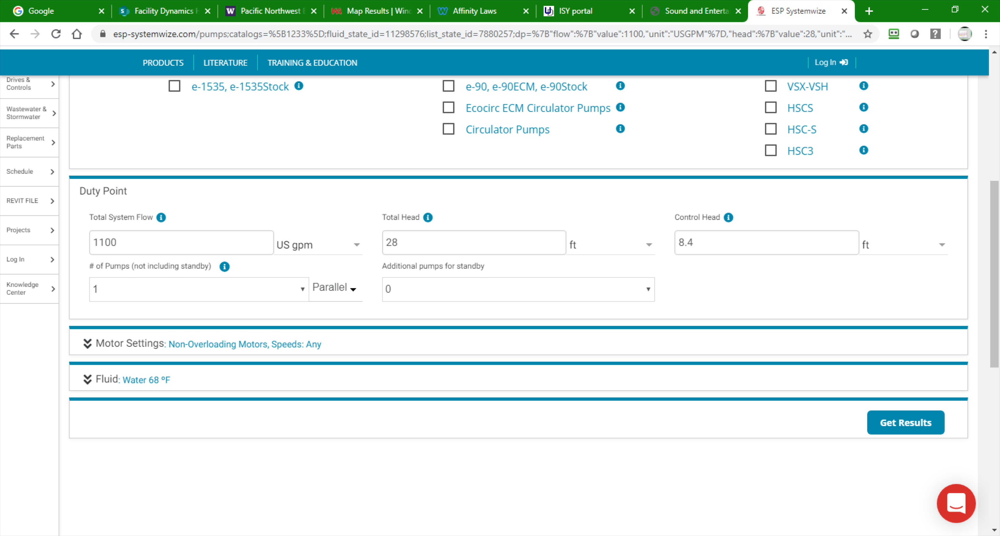 Google
Facility Dynamics
Pacific Northwest
Map Results | Winc
Affinity Laws
ISY portal
Sound and Enterta
ESP Systemwize
esp-systemwize.com/pumps;catalogs=%5B1233%5D;fluid_state_id=11298576;list_state_id=7880257;dp=%7B"flow":%7B"value":1100,"unit":"USGPM"%7D,"head":%7B"value":28,"unit":"...
PRODUCTS
LITERATURE
TRAINING & EDUCATION
Log In
Drives &
Controls
Wastewater &
Stormwater
Replacement
Parts
Schedule
REVIT FILE
Projects
Log In
Knowledge
Center
e-1535, e-1535Stock
e-90, e-90ECM, e-90Stock
Ecocirc ECM Circulator Pumps
Circulator Pumps
VSX-VSH
HSCS
HSC-S
HSC3
Duty Point
Total System Flow
1100
US gpm
Total Head
28
ft
Control Head
8.4
ft
# of Pumps (not including standby)
1
Parallel
Additional pumps for standby
0
Motor Settings: Non-Overloading Motors, Speeds: Any
Fluid: Water 68 ºF
Get Results